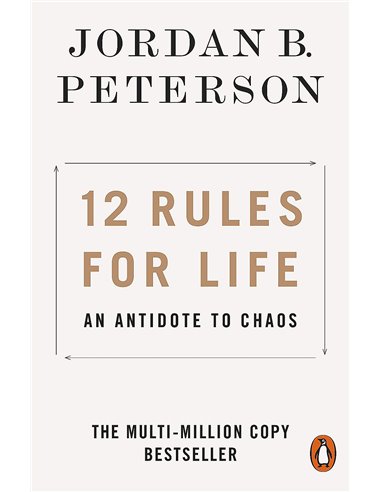 JORDAN B.
PETERSON
12 RULES
FOR LIFE
AN ANTIDOTE TO CHAOS
THE MULTI-MILLION COPY
BESTSELLER